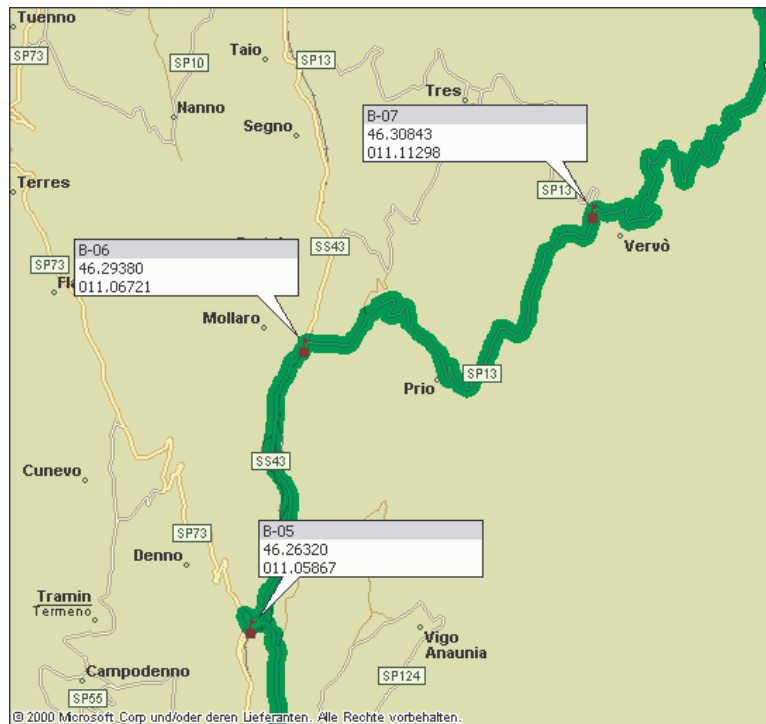 Tuenno
SP73
Taio
SP10
SP13
Nanno
Tres
Segno
B-07
46.30843
011.11298
Terres
SP13
Vervò
SS43
B-06
46.29380
011.06721
SP73
Mollaro
SP13
Prio
SS43
Cunevo
B-05
46.26320
011.05867
SP73
Denno
Tramin
Termeno
Vigo
Anaunia
Campodenno
SP124
SP55
© 2000 Microsoft Corp und/oder deren Lieferanten. Alle Rechte vorbehalten.